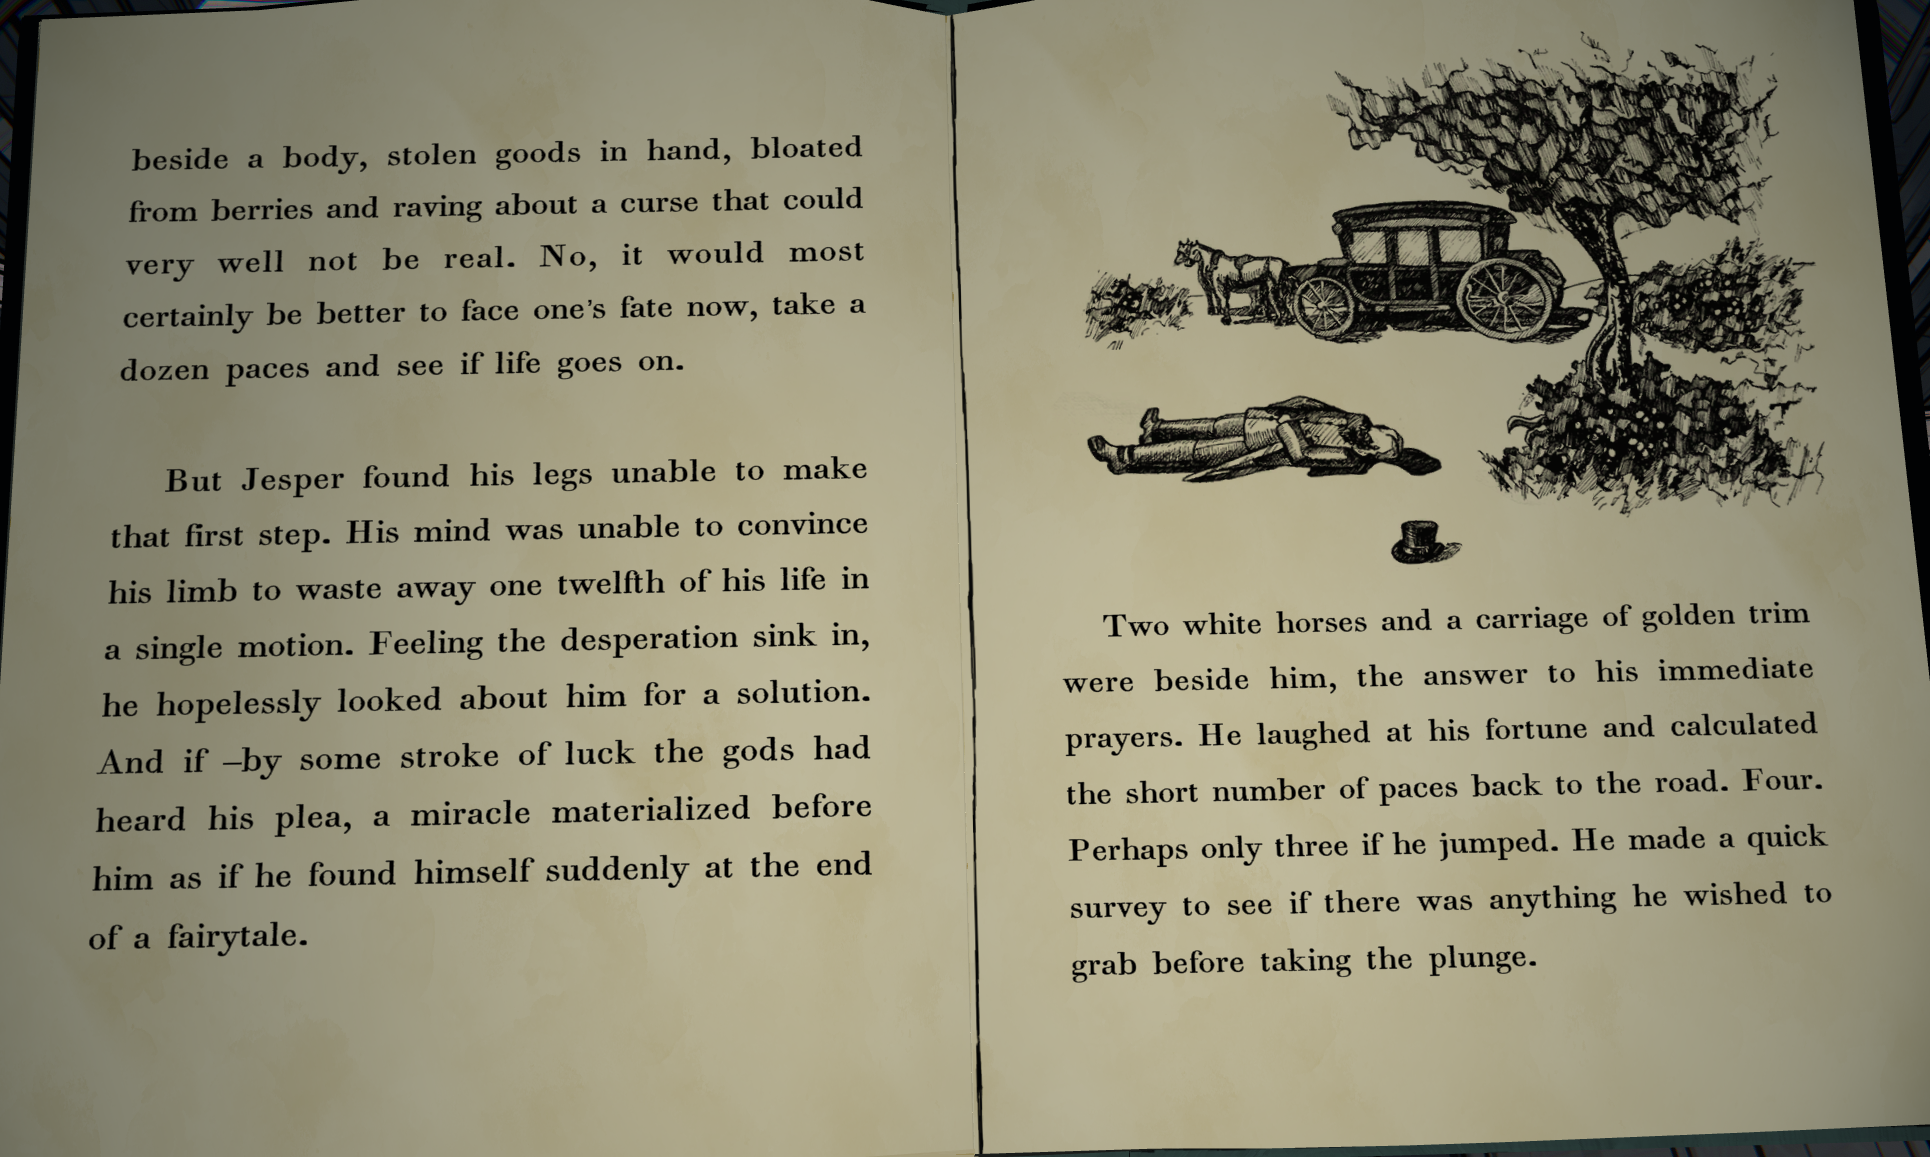 beside a body, stolen goods in hand, bloated
from berries and raving about a curse that could
very well not be real. No, it would most
certainly be better to face one's fate now, take a
dozen paces and see if life goes on.
But Jesper found his legs unable to make
that first step. His mind was unable to convince
his limb to waste away one twelfth of his life in
a single motion. Feeling the desperation sink in,
he hopelessly looked about him for a solution.
And if –by some stroke of luck the gods had
heard his plea, a miracle materialized before
him as if he found himself suddenly at the end
of a fairytale.
Two white horses and a carriage of golden trim
were beside him, the answer to his immediate
prayers. He laughed at his fortune and calculated
the short number of paces back to the road. Four.
Perhaps only three if he jumped. He made a quick
survey to see if there was anything he wished to
grab before taking the plunge.